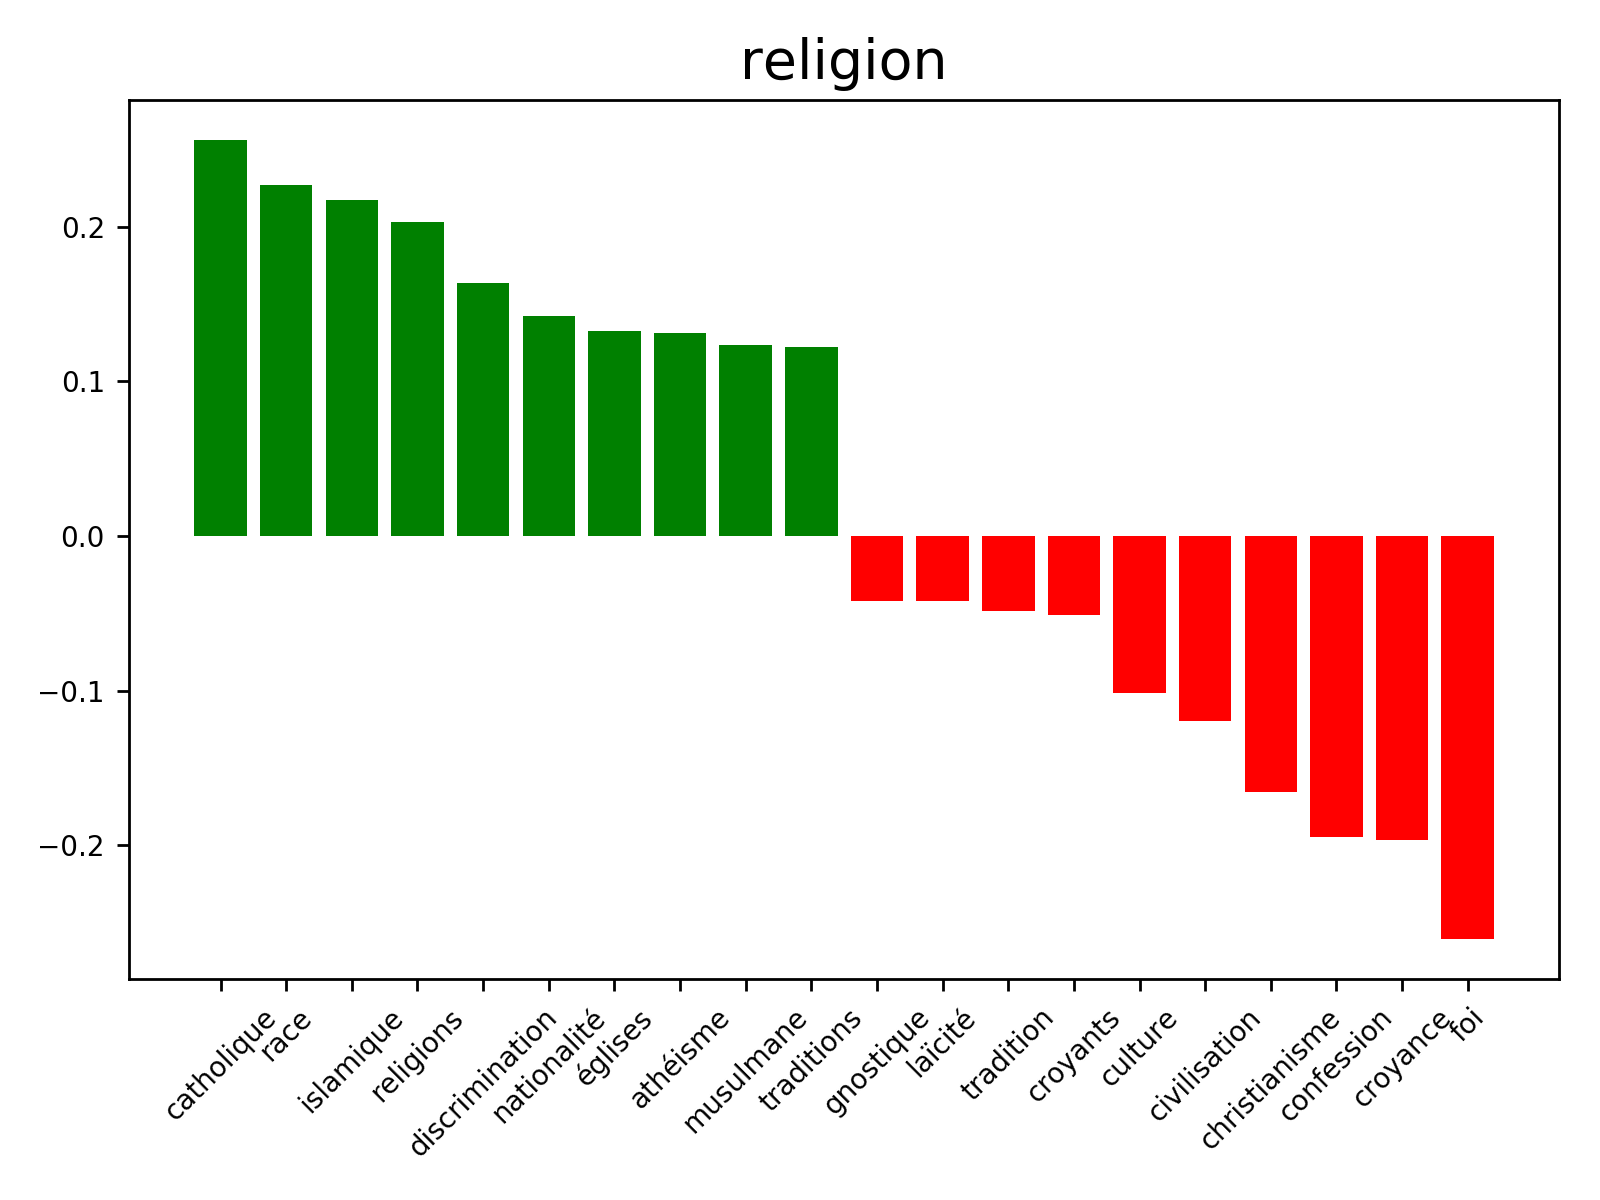 religion
0.2
0.1
0.0
−0.1
−0.2
catholique
race
islamique
religions
discrimination
nationalité
églises
athéisme
musulmane
traditions
gnostique
laïcité
tradition
croyants
culture
civilisation
christianisme
confession
croyance
foi